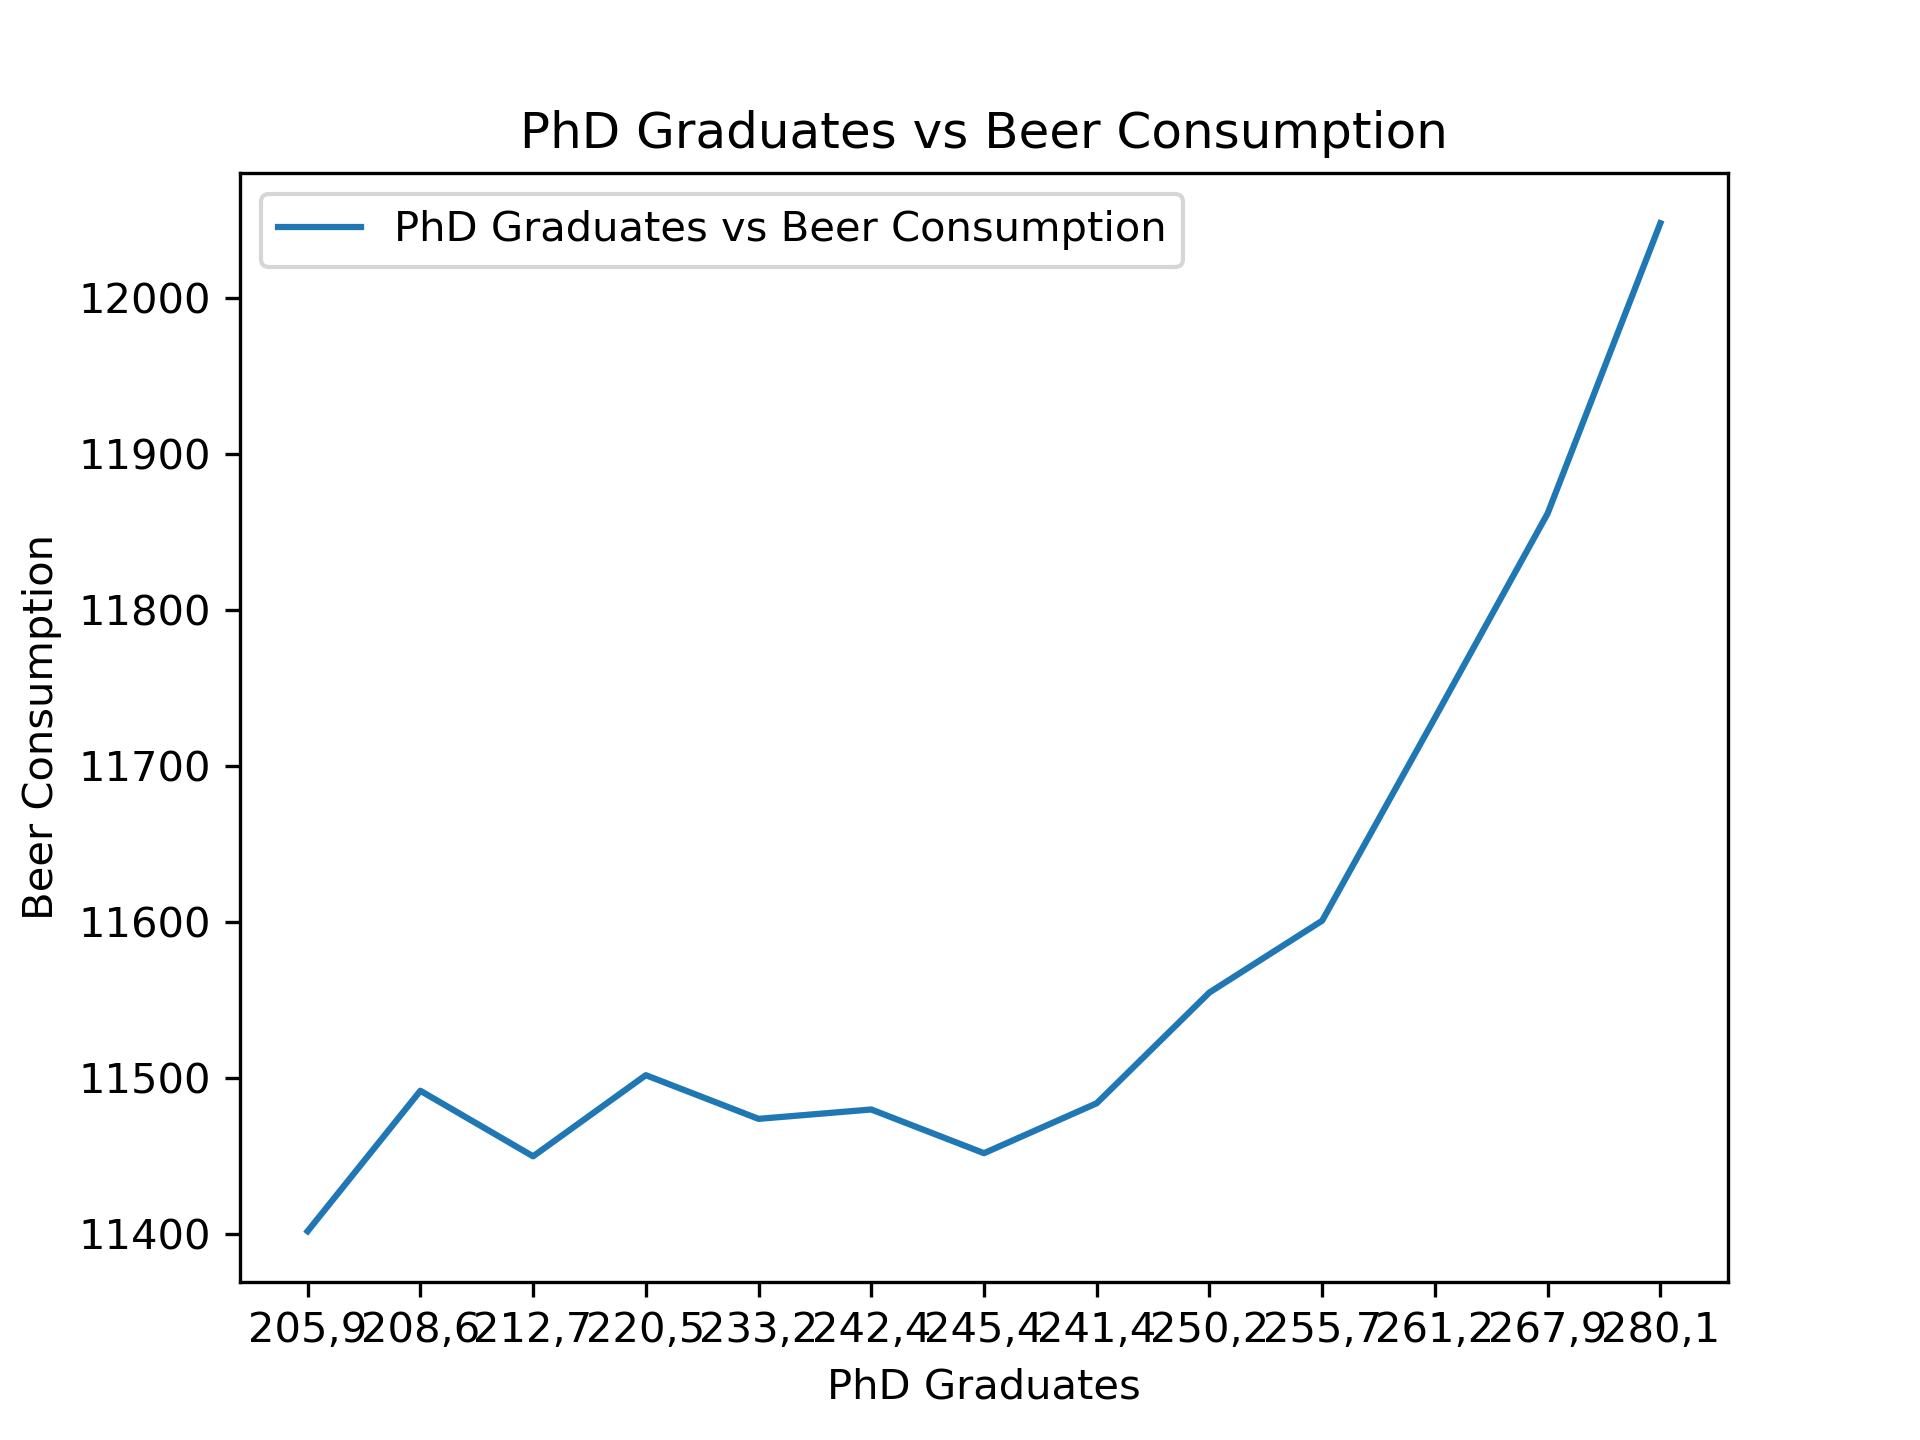 PhD Graduates vs Beer Consumption
PhD Graduates vs Beer Consumption
12000
11900
11800
11700
11600
11500
11400
Beer Consumption
205,9 208,6 212,7 220,5 233,2 242,4 245,4 241,4 250,2 255,7 261,2 267,9 280,1
PhD Graduates